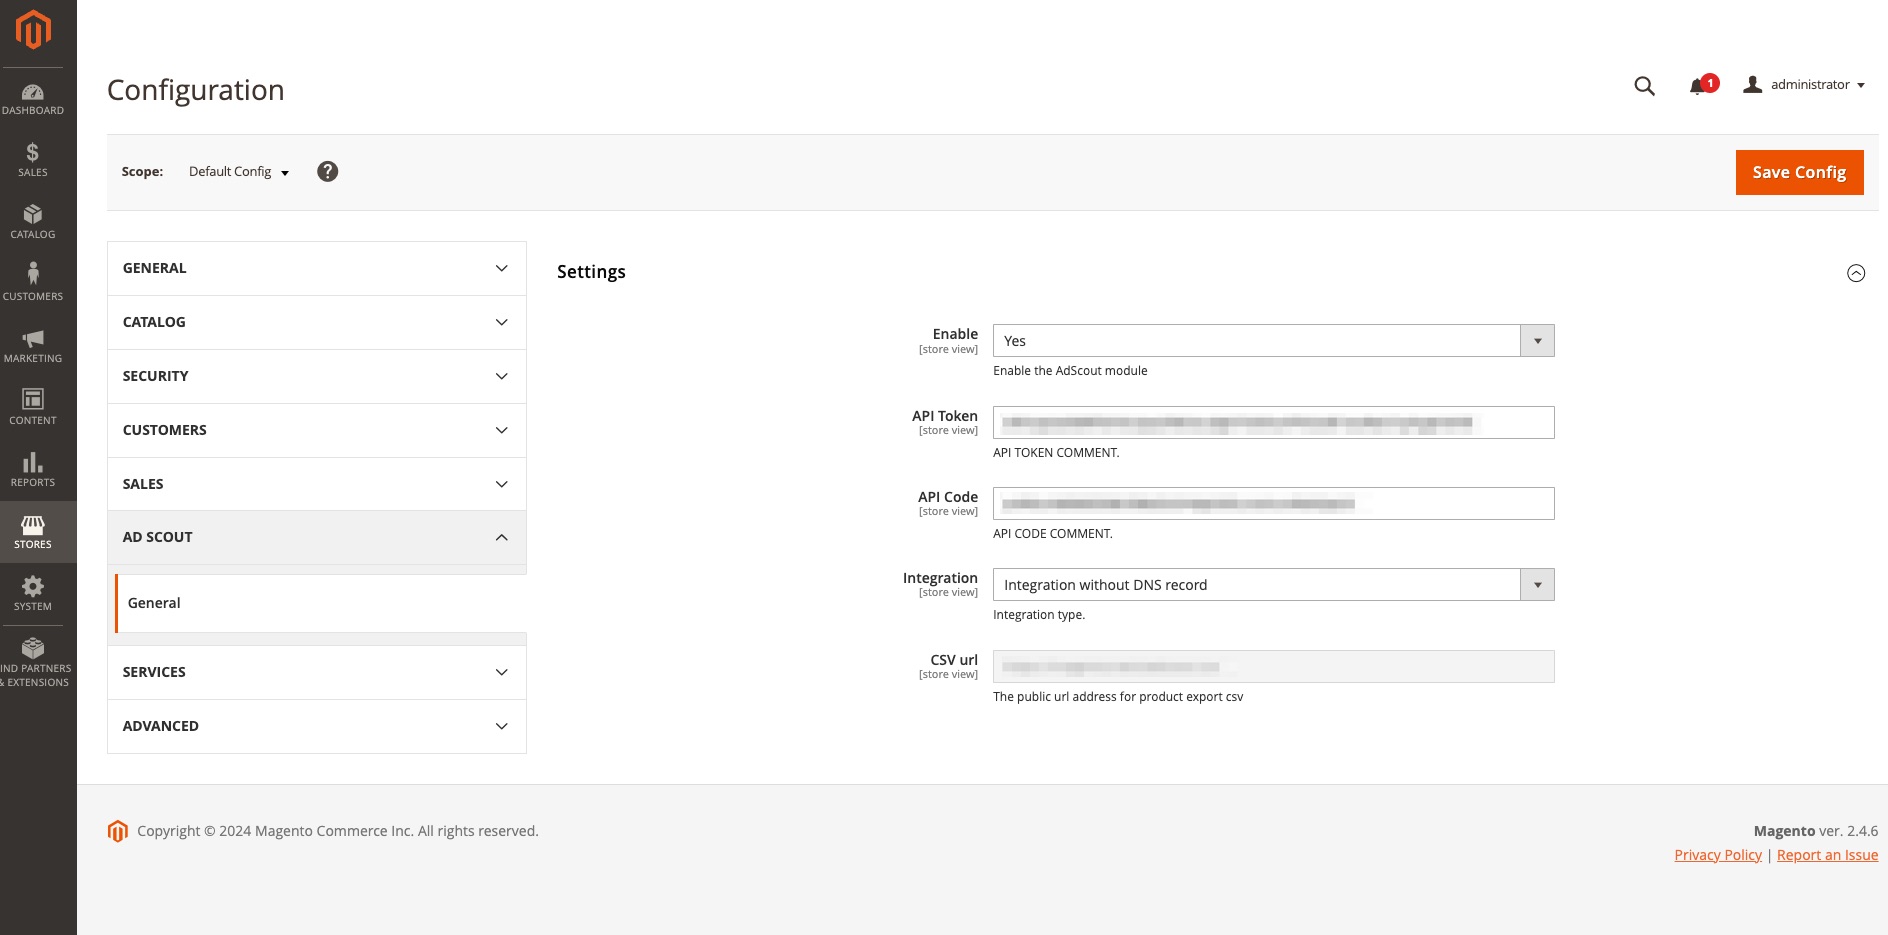 DASHBOARD
SALES
CATALOG
CUSTOMERS
MARKETING
CONTENT
REPORTS
STORES
SYSTEM
IND PARTNERS
& EXTENSIONS
Configuration
1
administrator
Scope:
Default Config
?
Save Config
GENERAL
CATALOG
SECURITY
CUSTOMERS
SALES
AD SCOUT
General
SERVICES
ADVANCED
Settings
Enable
[store view]
Yes
Enable the AdScout module
API Token
[store view]
API TOKEN COMMENT.
API Code
[store view]
API CODE COMMENT.
Integration
[store view]
Integration without DNS record
Integration type.
CSV url
[store view]
The public url address for product export csv
Copyright © 2024 Magento Commerce Inc. All rights reserved.
Magento ver. 2.4.6
Privacy Policy | Report an Issue